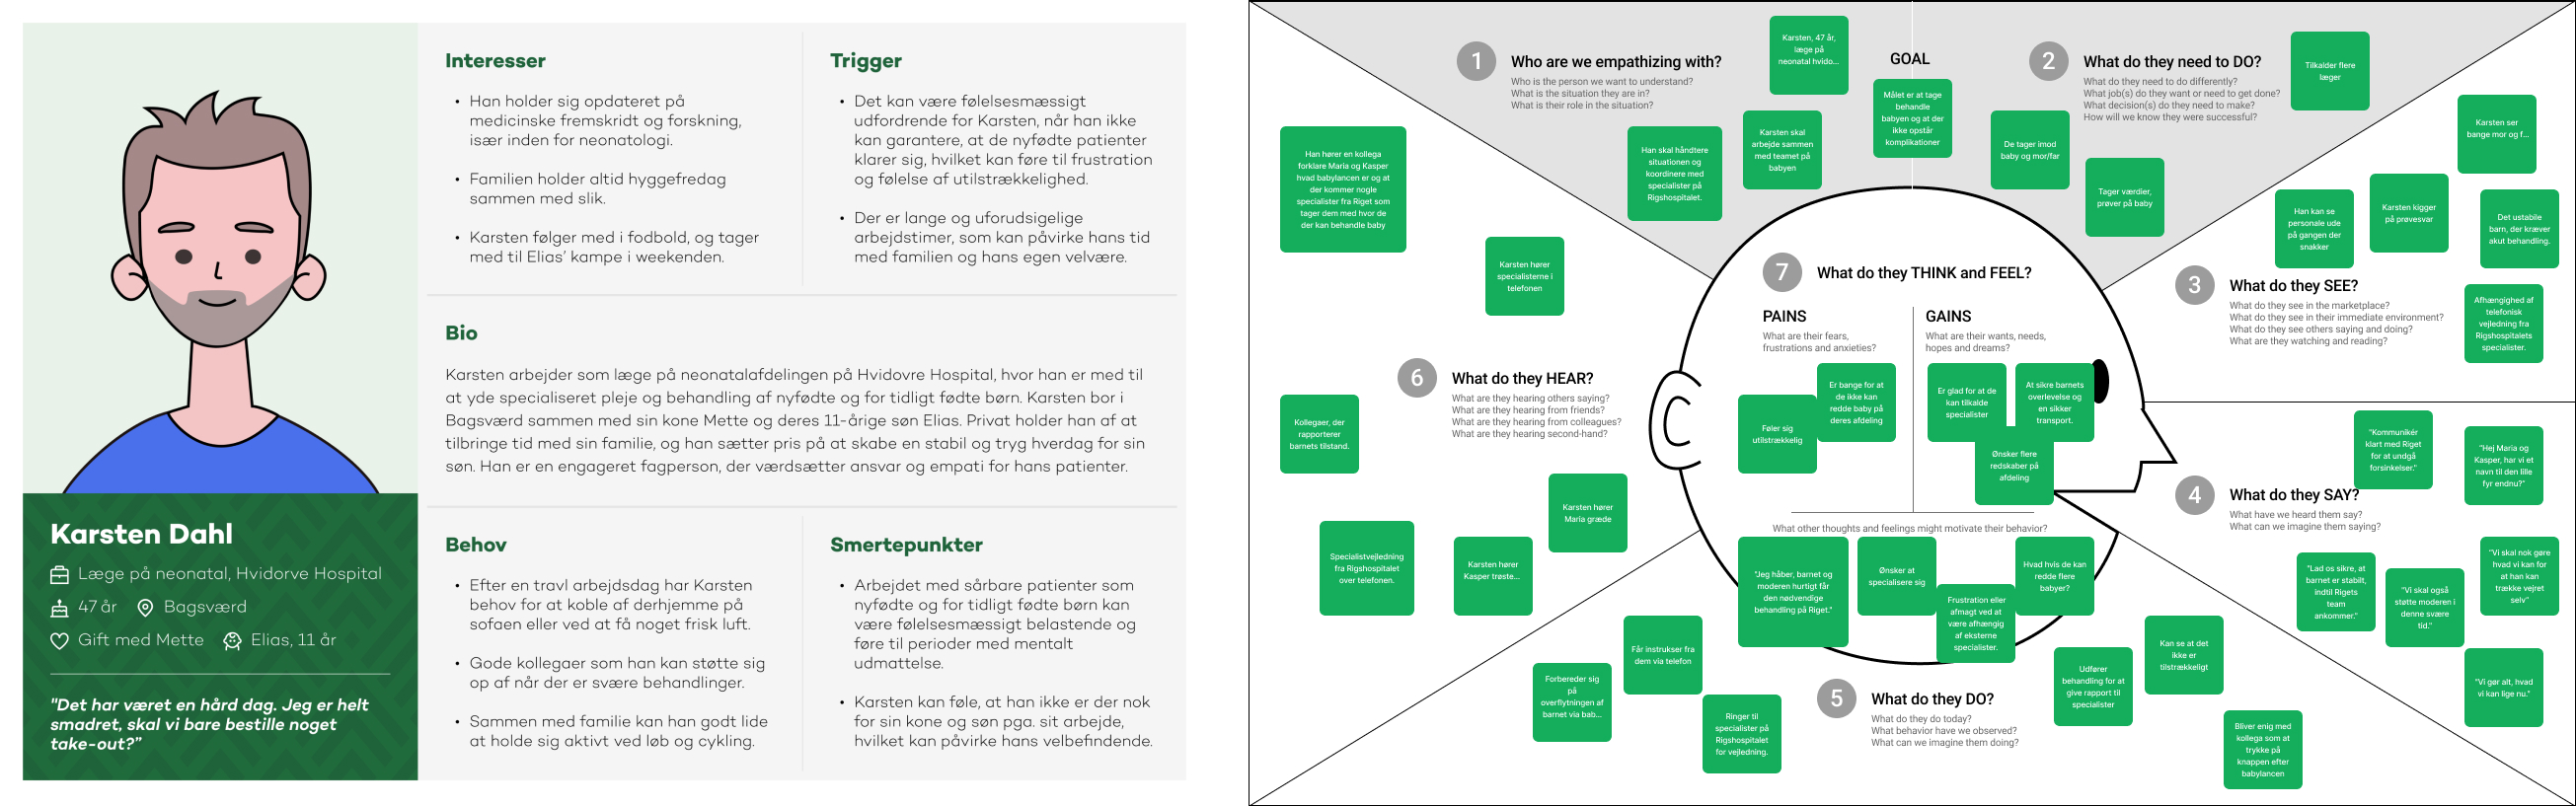 Karsten Dahl
Læge på neonatal, Hvidorve Hospital
47 år
Bagsværd
Gift med Mette
Elias, 11 år
"Det har været en hård dag. Jeg er helt
smadret, skal vi bare bestille noget
take-out?"
Interesser
• Han holder sig opdateret på
medicinske fremskridt og forskning,
især inden for neonatologi.
• Familien holder altid hyggefredag
sammen med slik.
• Karsten følger med i fodbold, og tager
med til Elias' kampe i weekenden.
Trigger
• Det kan være følelsesmæssigt
udfordrende for Karsten, når han ikke
kan garantere, at de nyfødte patienter
klarer sig, hvilket kan føre til frustration
og følelse af utilstrækkelighed.
• Der er lange og uforudsigelige
arbejdstimer, som kan påvirke hans tid
med familien og hans egen velvære.
Bio
Karsten arbejder som læge på neonatalafdelingen på Hvidovre Hospital, hvor han er med til
at yde specialiseret pleje og behandling af nyfødte og for tidligt fødte børn. Karsten bor i
Bagsværd sammen med sin kone Mette og deres 11-årige søn Elias. Privat holder han af at
tilbringe tid med sin familie, og han sætter pris på at skabe en stabil og tryg hverdag for sin
søn. Han er en engageret fagperson, der værdsætter ansvar og empati for hans patienter.
Behov
• Efter en travl arbejdsdag har Karsten
behov for at koble af derhjemme på
sofaen eller ved at få noget frisk luft.
• Gode kollegaer som han kan støtte sig
op af når der er svære behandlinger.
• Sammen med familie kan han godt lide
at holde sig aktivt ved løb og cykling.
Smertepunkter
• Arbejdet med sårbare patienter som
nyfødte og for tidligt fødte børn kan
være følelsesmæssigt belastende og
føre til perioder med mentalt
udmattelse.
• Karsten kan føle, at han ikke er der nok
for sin kone og søn pga. sit arbejde,
hvilket kan påvirke hans velbefindende.
1
Who are we empathizing with?
Who is the person we want to understand?
What is the situation they are in?
What is their role in the situation?
Karsten, 47 år,
læge på
neonatal hvido...
Han skal håndtere
situationen og
koordinere med
specialister på
Rigshospitalet.
Karsten skal
arbejde sammen
med teamet på
babyen
GOAL
Målet er at tage
behandle
babyen og at der
ikke opstår
komplikationer
2
What do they need to DO?
What do they need to do differently?
What job(s) do they want or need to get done?
What decision(s) do they need to make?
How will we know they were successful?
Tilkalder flere
læger
De tager imod
baby og mor/far
Tager værdier,
prøver på baby
3
What do they SEE?
What do they see in the marketplace?
What do they see in their immediate environment?
What do they see others saying and doing?
What are they watching and reading?
Karsten ser
bange mor og f...
Han kan se
personale ude
på gangen der
snakker
Karsten kigger
på prøvesvar
Det ustabile
barn, der kræver
akut behandling.
Afhængighed af
telefonisk
vejledning fra
Rigshospitalets
specialister.
4
What do they SAY?
What have we heard them say?
What can we imagine them saying?
"Kommunikér
klart med Riget
for at undgå
forsinkelser."
"Hej Maria og
Kasper, har vi et
navn til den lille
fyr endnu?"
"Lad os sikre, at
barnet er stabilt,
indtil Rigets
team
ankommer."
"Vi skal også
støtte moderen i
denne svære
tid."
"Vi skal nok gøre
hvad vi kan for
at han kan
trække vejret
selv"
"Vi gør alt, hvad
vi kan lige nu."
5
What do they DO?
What do they do today?
What behavior have we observed?
What can we imagine them doing?
Forbereder sig
på
overflytningen af
barnet via bab...
Får instrukser fra
dem via telefon
Ringer til
specialister på
Rigshospitalet
for vejledning.
Udfører
behandling for at
give rapport til
specialister
Kan se at det
ikke er
tilstrækkeligt
Bliver enig med
kollega som at
trykke på
knappen efter
babylancen
6
What do they HEAR?
What are they hearing others saying?
What are they hearing from friends?
What are they hearing from colleagues?
What are they hearing second-hand?
Han hører en kollega
forklare Maria og Kasper
hvad babylancen er og at
der kommer nogle
specialister fra Riget som
tager dem med hvor de
der kan behandle baby
Karsten hører
specialisterne i
telefonen
Kollegaer, der
rapporterer
barnets tilstand.
Karsten hører
Maria græde
Specialistvejledning
fra Rigshospitalet
over telefonen.
Karsten hører
Kasper trøste...
7
What do they THINK and FEEL?
PAINS
What are their fears,
frustrations and anxieties?
Føler sig
utilstrækkelig
Er bange for at
de ikke kan
redde baby på
deres afdeling
GAINS
What are their wants, needs,
hopes and dreams?
Er glad for at de
kan tilkalde
specialister
At sikre barnets
overlevelse og
en sikker
transport.
Ønsker flere
redskaber på
afdeling
What other thoughts and feelings might motivate their behavior?
"Jeg håber, barnet og
moderen hurtigt får
den nødvendige
behandling på Riget."
Ønsker at
specialisere sig
Frustration eller
afmagt ved at
være afhængig
af eksterne
specialister.
Hvad hvis de kan
redde flere
babyer?